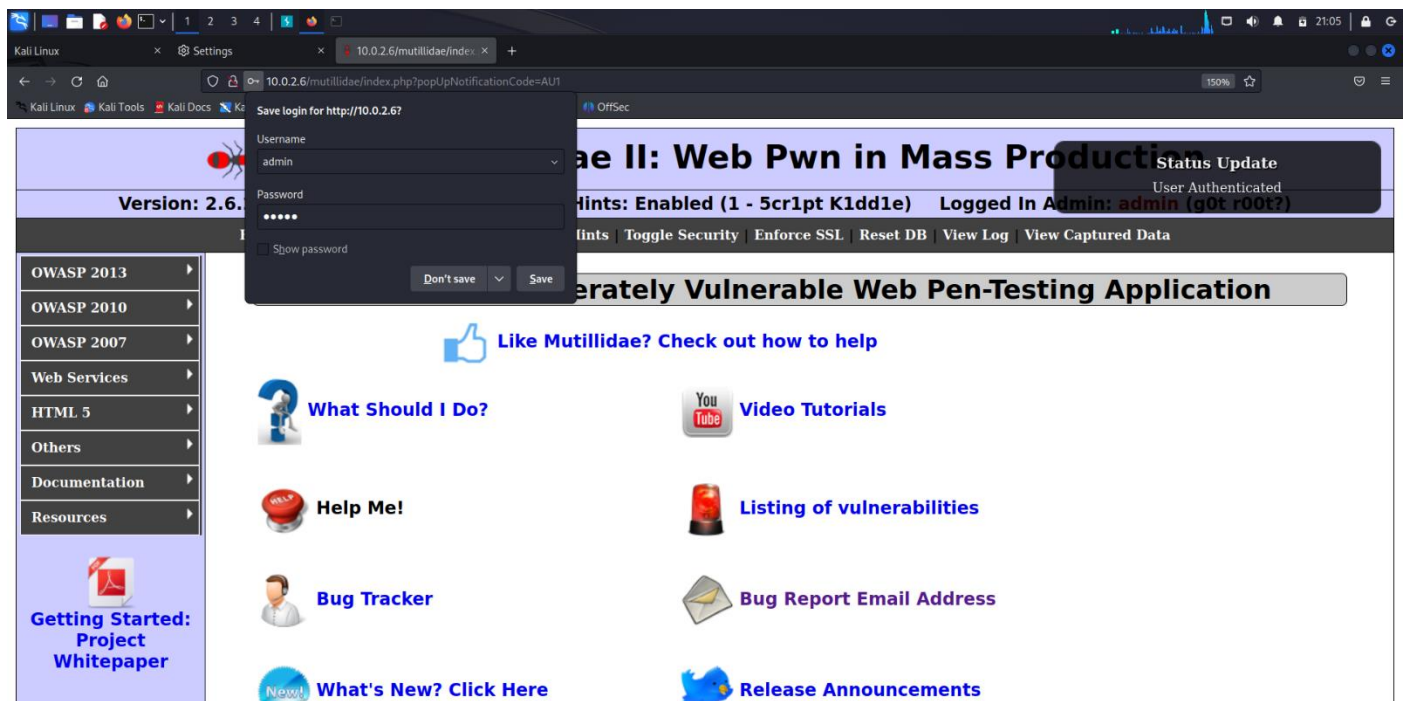 1 2 3 4
21:05
Kali Linux
Settings
10.0.2.6/mutillidae/index
10.0.2.6/mutillidae/index.php?popUpNotificationCode=AU1
150%
Kali Linux Kali Tools Kali Docs Ka OffSec
Save login for http://10.0.2.6?
Username
admin
Password
•••••
Show password
Don't save Save
ae II: Web Pwn in Mass Production
Status Update
User Authenticated
Version: 2.6. Hints: Enabled (1 - 5cr1pt K1dd1e) Logged In Admin: admin (g0t r00t?)
Hints | Toggle Security | Enforce SSL | Reset DB | View Log | View Captured Data
OWASP 2013
OWASP 2010
OWASP 2007
Web Services
HTML 5
Others
Documentation
Resources
Getting Started:
Project
Whitepaper
erately Vulnerable Web Pen-Testing Application
Like Mutillidae? Check out how to help
What Should I Do?
You
Tube
Video Tutorials
HELP
Help Me!
Listing of vulnerabilities
Bug Tracker
Bug Report Email Address
New!
What's New? Click Here
Release Announcements